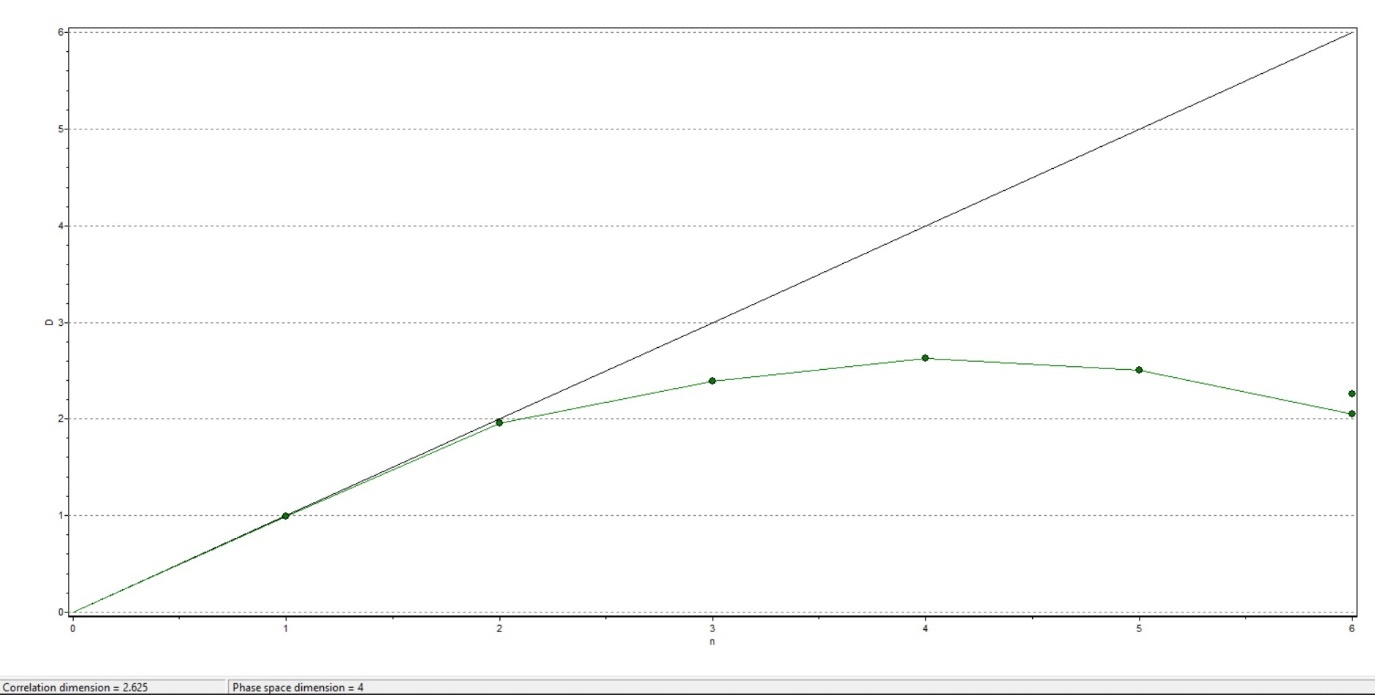 6
5
4
D 3
2
1
0
0 1 2 3 4 5 6
n
Correlation dimension = 2.625 Phase space dimension = 4